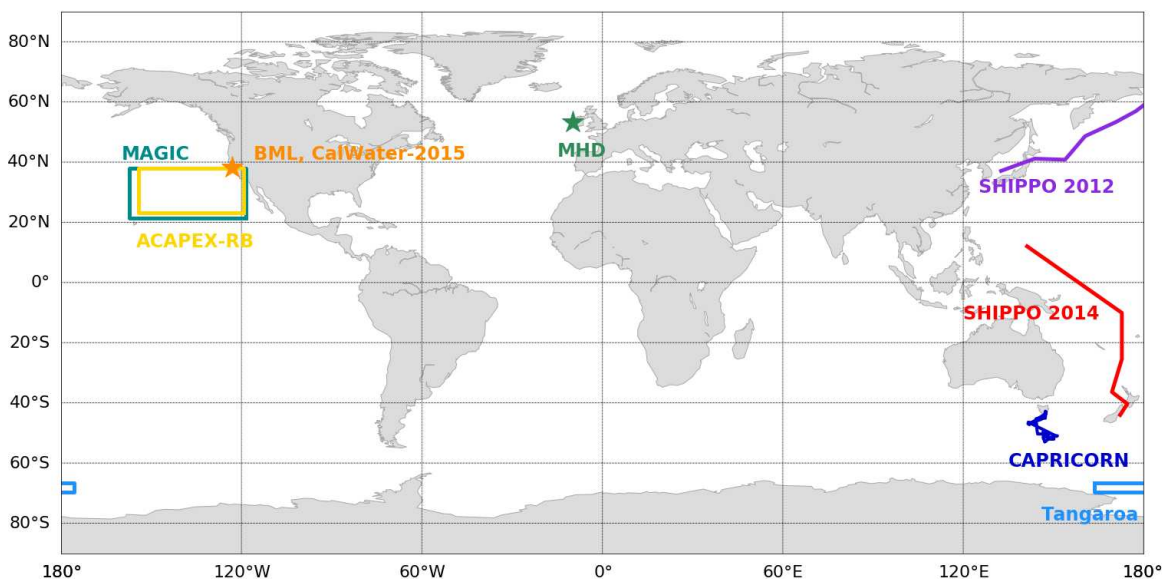 80°N
60°N
40°N
20°N
0°
20°S
40°S
60°S
80°S
MAGIC
BML, CalWater-2015
ACAPEX-RB
MHD
SHIPPO 2012
SHIPPO 2014
CAPRICORN
Tangaroa
180°
120°W
60°W
0°
60°E
120°E
180°